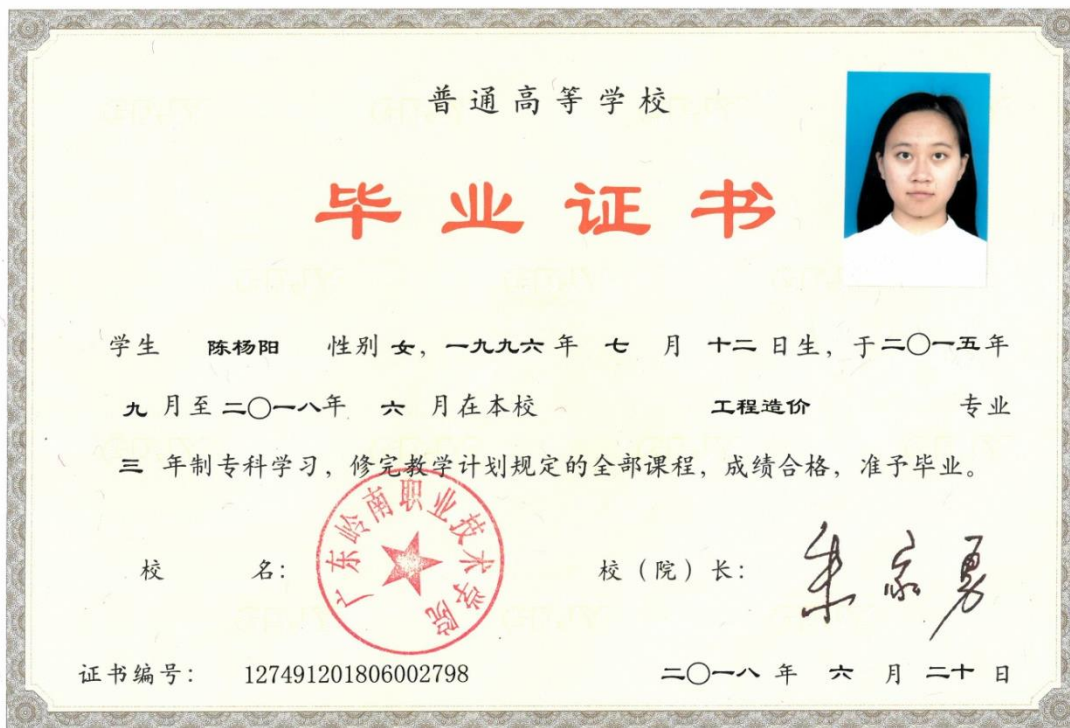 普通高等学校
毕业证书
学生 陈杨阳 性别 女，一九九六年 七 月 十二 日生，于二〇一五年
九 月至二〇一八年 六 月在本校 工程造价 专业
三 年制专科学习，修完教学计划规定的全部课程，成绩合格，准予毕业。
校 名： 校（院）长：
广东岭南职业技术学院
证书编号： 127491201806002798 二〇一八 年 六 月 二十 日